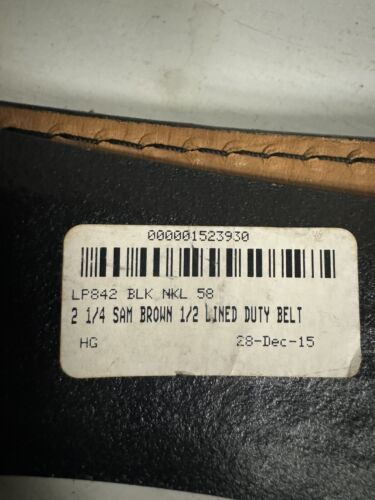 000001523930
LP842 BLK NKL 58
2 1/4 SAM BROWN 1/2 LINED DUTY BELT
HG 28-Dec-15